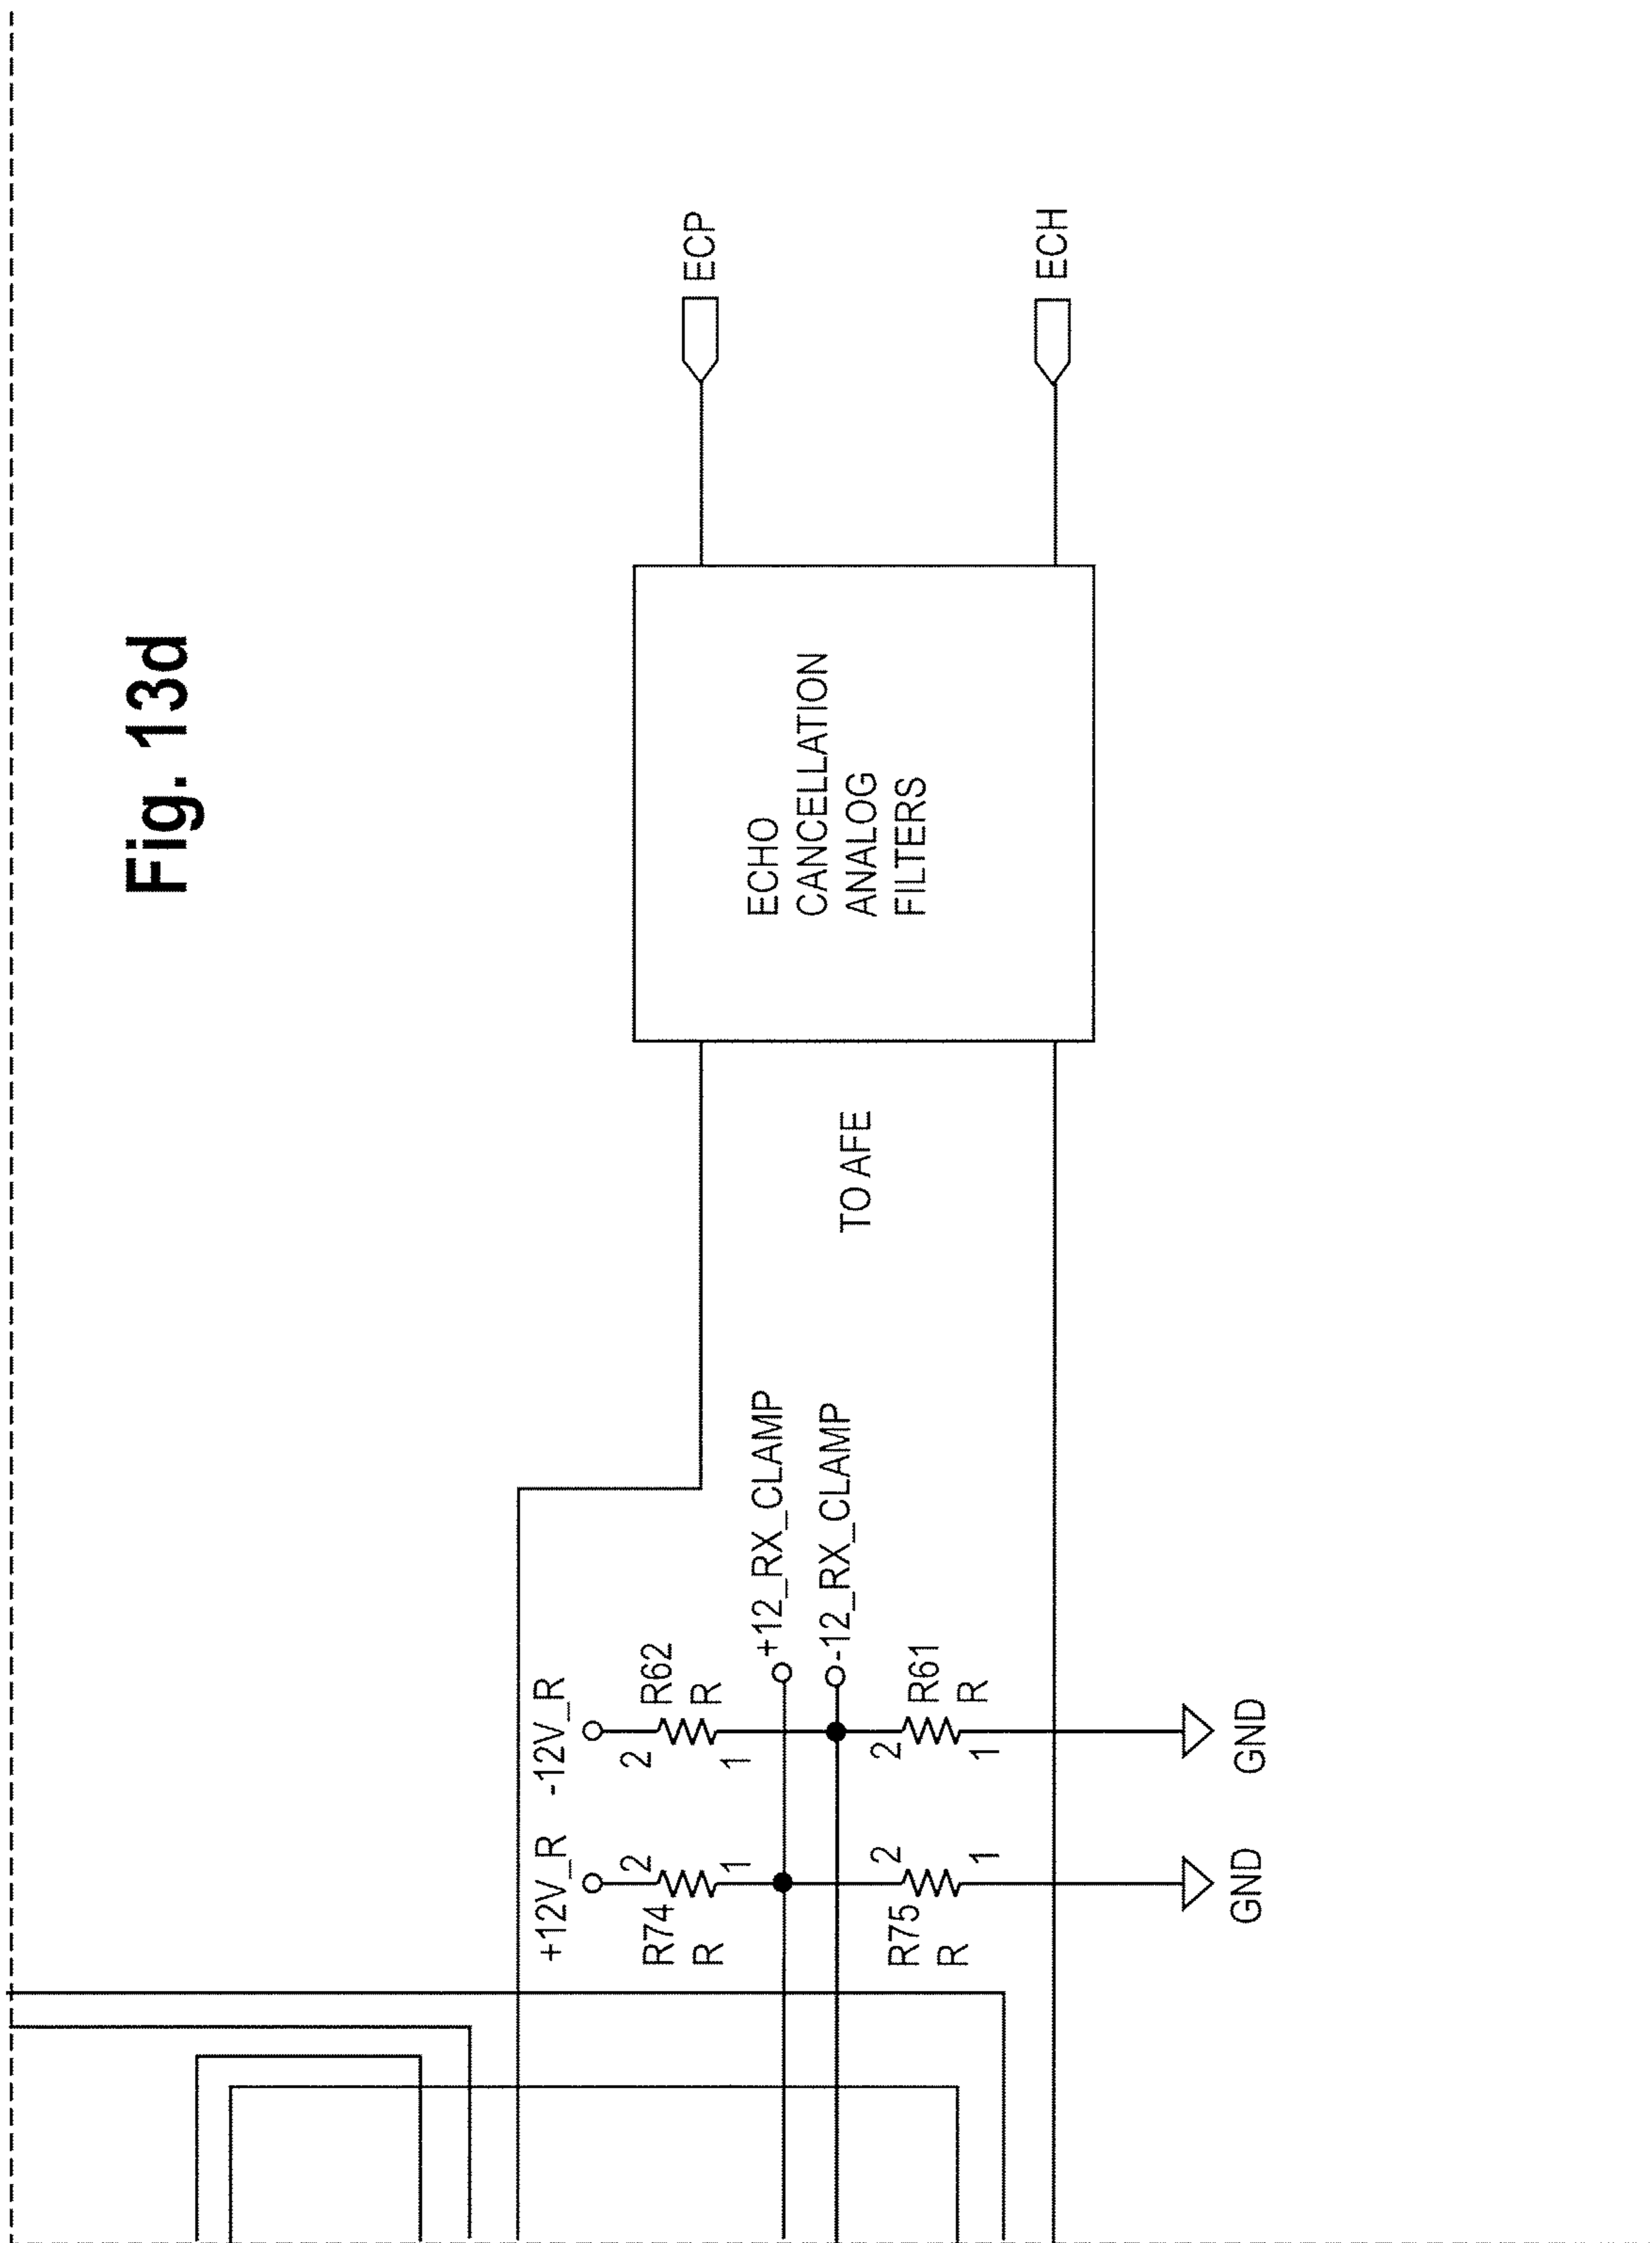 Fig. 13d
-12V_R
+12V_R
R62
R
2
1
R74
R
2
1
+12_RX_CLAMP
-12_RX_CLAMP
R61
R
2
1
R75
R
2
1
GND
GND
TO AFE
ECHO
CANCELLATION
ANALOG
FILTERS
ECP
ECH